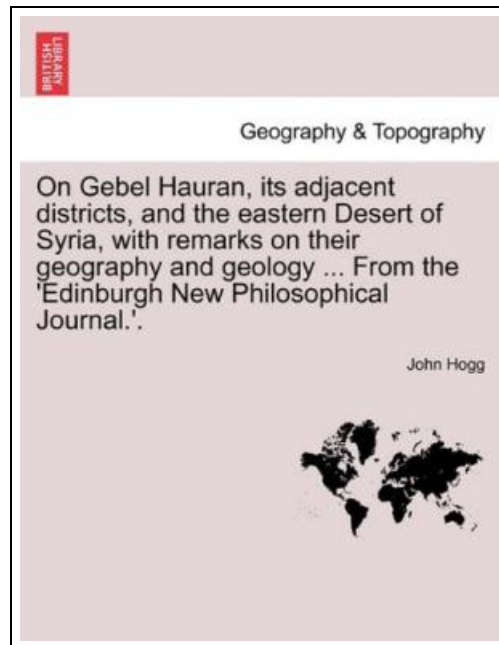 BRITISH
LIBRARY
Geography & Topography
On Gebel Hauran, its adjacent
districts, and the eastern Desert of
Syria, with remarks on their
geography and geology ... From the
'Edinburgh New Philosophical
Journal.'.
John Hogg